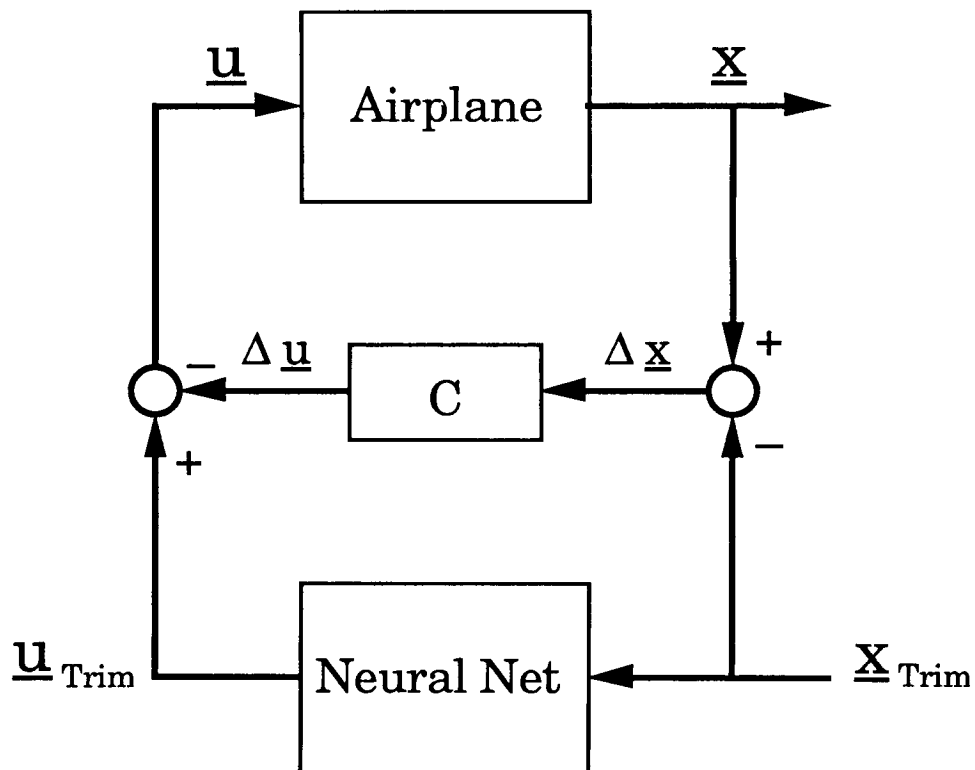 u
x
Airplane
+
Δ u
Δ x
−
C
−
+
u Trim
Neural Net
x Trim